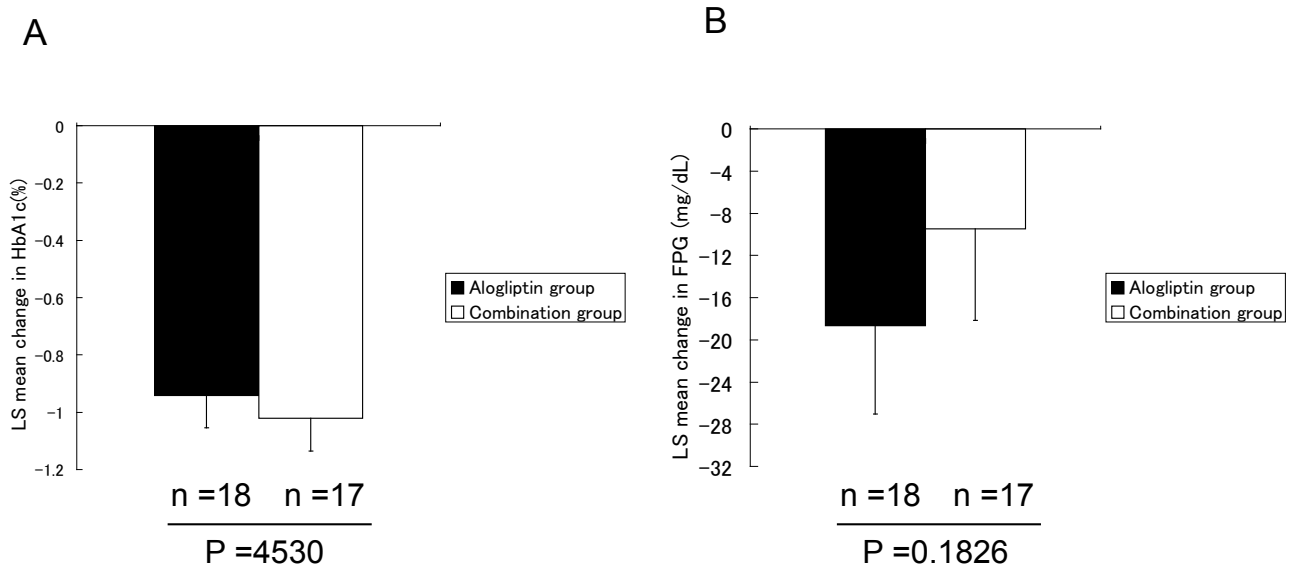 A
0
−0.2
−0.4
−0.6
−0.8
−1
−1.2
LS mean change in HbA1c(%)
Alogliptin group
Combination group
n =18 n =17
P =4530
B
0
−4
−8
−12
−16
−20
−24
−28
−32
LS mean change in FPG (mg/dL)
Alogliptin group
Combination group
n =18 n =17
P =0.1826